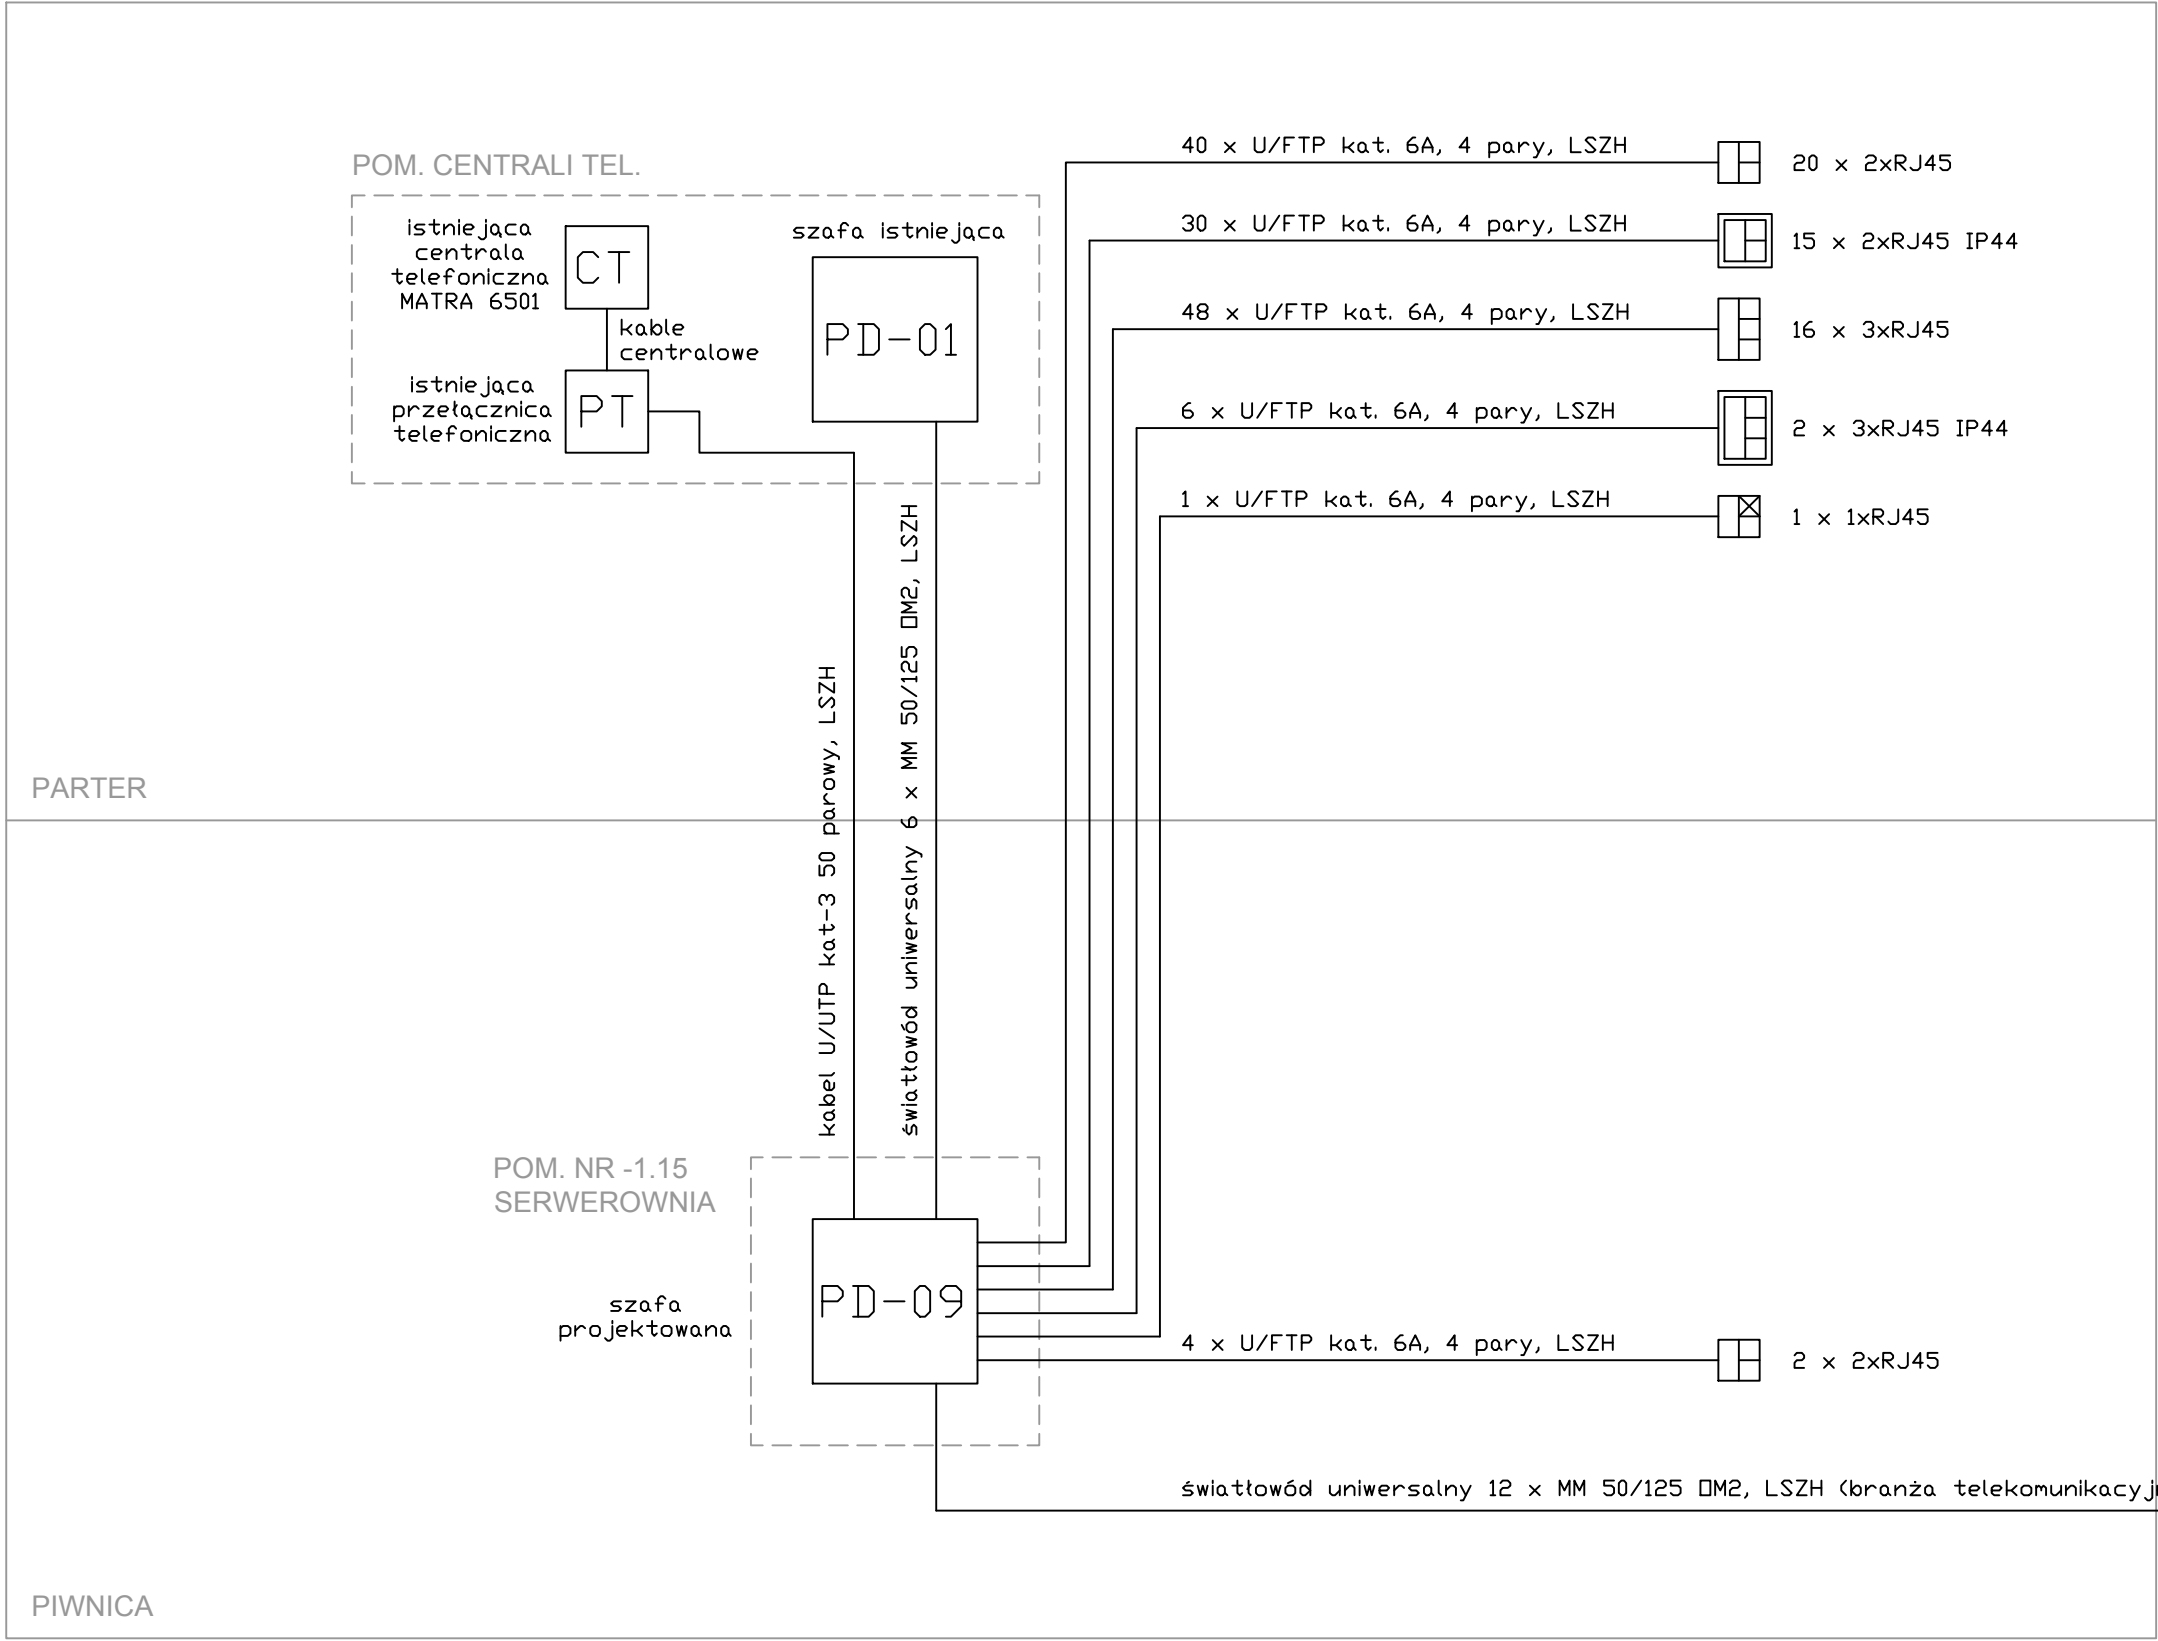 POM. CENTRALI TEL.
istniejąca
centrala
telefoniczna
MATRA 6501
CT
kable
centralowe
istniejąca
przełącznica
telefoniczna
PT
szafa istniejąca
PD-01
40 x U/FTP kat. 6A, 4 pary, LSZH
20 x 2xRJ45
30 x U/FTP kat. 6A, 4 pary, LSZH
15 x 2xRJ45 IP44
48 x U/FTP kat. 6A, 4 pary, LSZH
16 x 3xRJ45
6 x U/FTP kat. 6A, 4 pary, LSZH
2 x 3xRJ45 IP44
1 x U/FTP kat. 6A, 4 pary, LSZH
1 x 1xRJ45
kabel U/UTP kat-3 50 parowy, LSZH
światłowód uniwersalny 6 x MM 50/125 OM2, LSZH
PARTER
POM. NR -1.15
SERWEROWNIA
szafa
projektowana
PD-09
4 x U/FTP kat. 6A, 4 pary, LSZH
2 x 2xRJ45
światłowód uniwersalny 12 x MM 50/125 OM2, LSZH (branża
PIWNICA